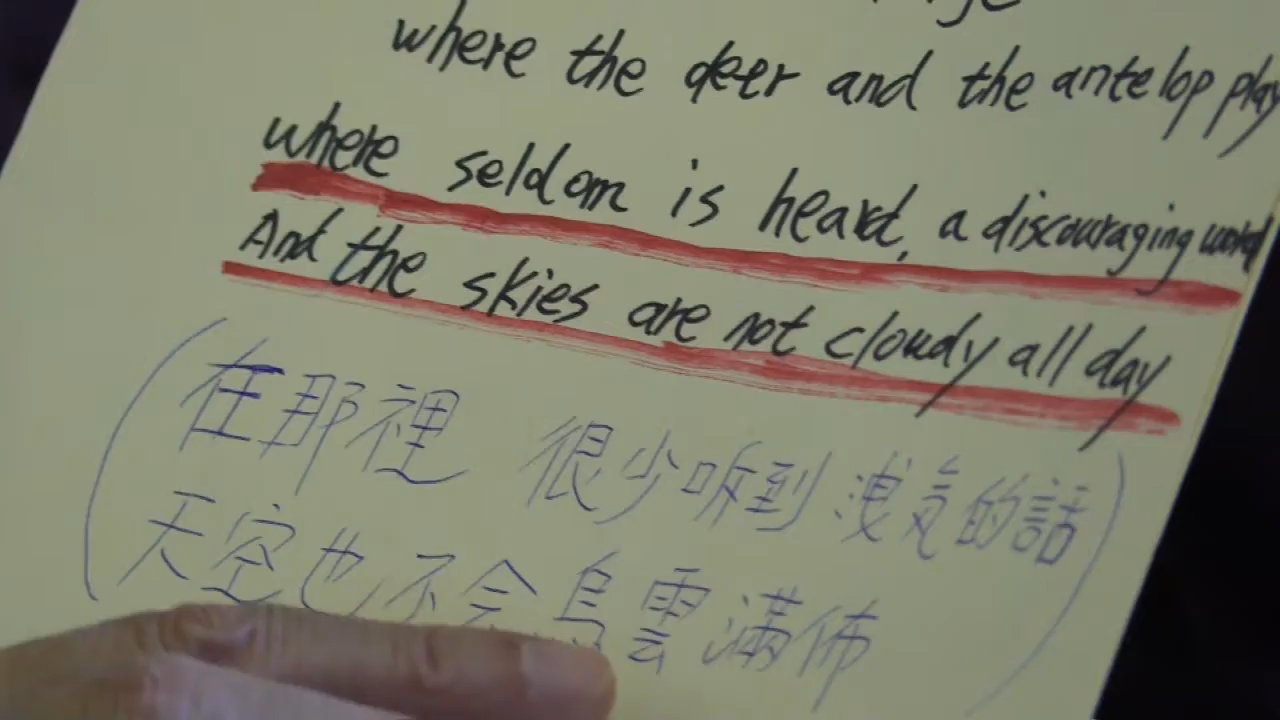 where the deer and the antelop play
where seldom is heard, a discouraging word
And the skies are not cloudy all day
(在那裡 很少听到 洩気的話)
天空也不会烏雲滿佈